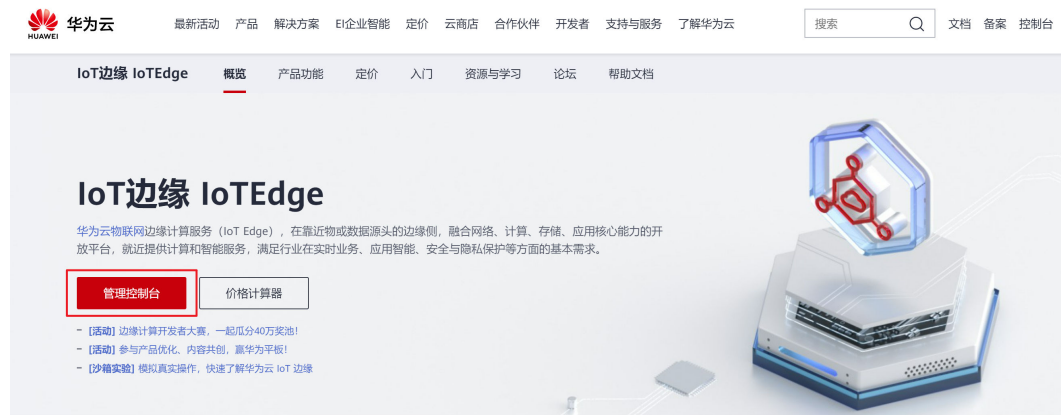 HUAWEI 华为云 最新活动 产品 解决方案 EI企业智能 定价 云商店 合作伙伴 开发者 支持与服务 了解华为云 搜索 文档 备案 控制台
IoT边缘 IoTEdge 概览 产品功能 定价 入门 资源与学习 论坛 帮助文档
IoT边缘 IoTEdge
华为云物联网边缘计算服务（IoT Edge），在靠近物或数据源头的边缘侧，融合网络、计算、存储、应用核心能力的开
放平台，就近提供计算和智能服务，满足行业在实时业务、应用智能、安全与隐私保护等方面的基本需求。
管理控制台 价格计算器
- [活动] 边缘计算开发者大赛，一起瓜分40万奖池！
- [活动] 参与产品优化、内容共创，赢华为平板！
- [沙箱实验] 模拟真实操作，快速了解华为云 IoT 边缘